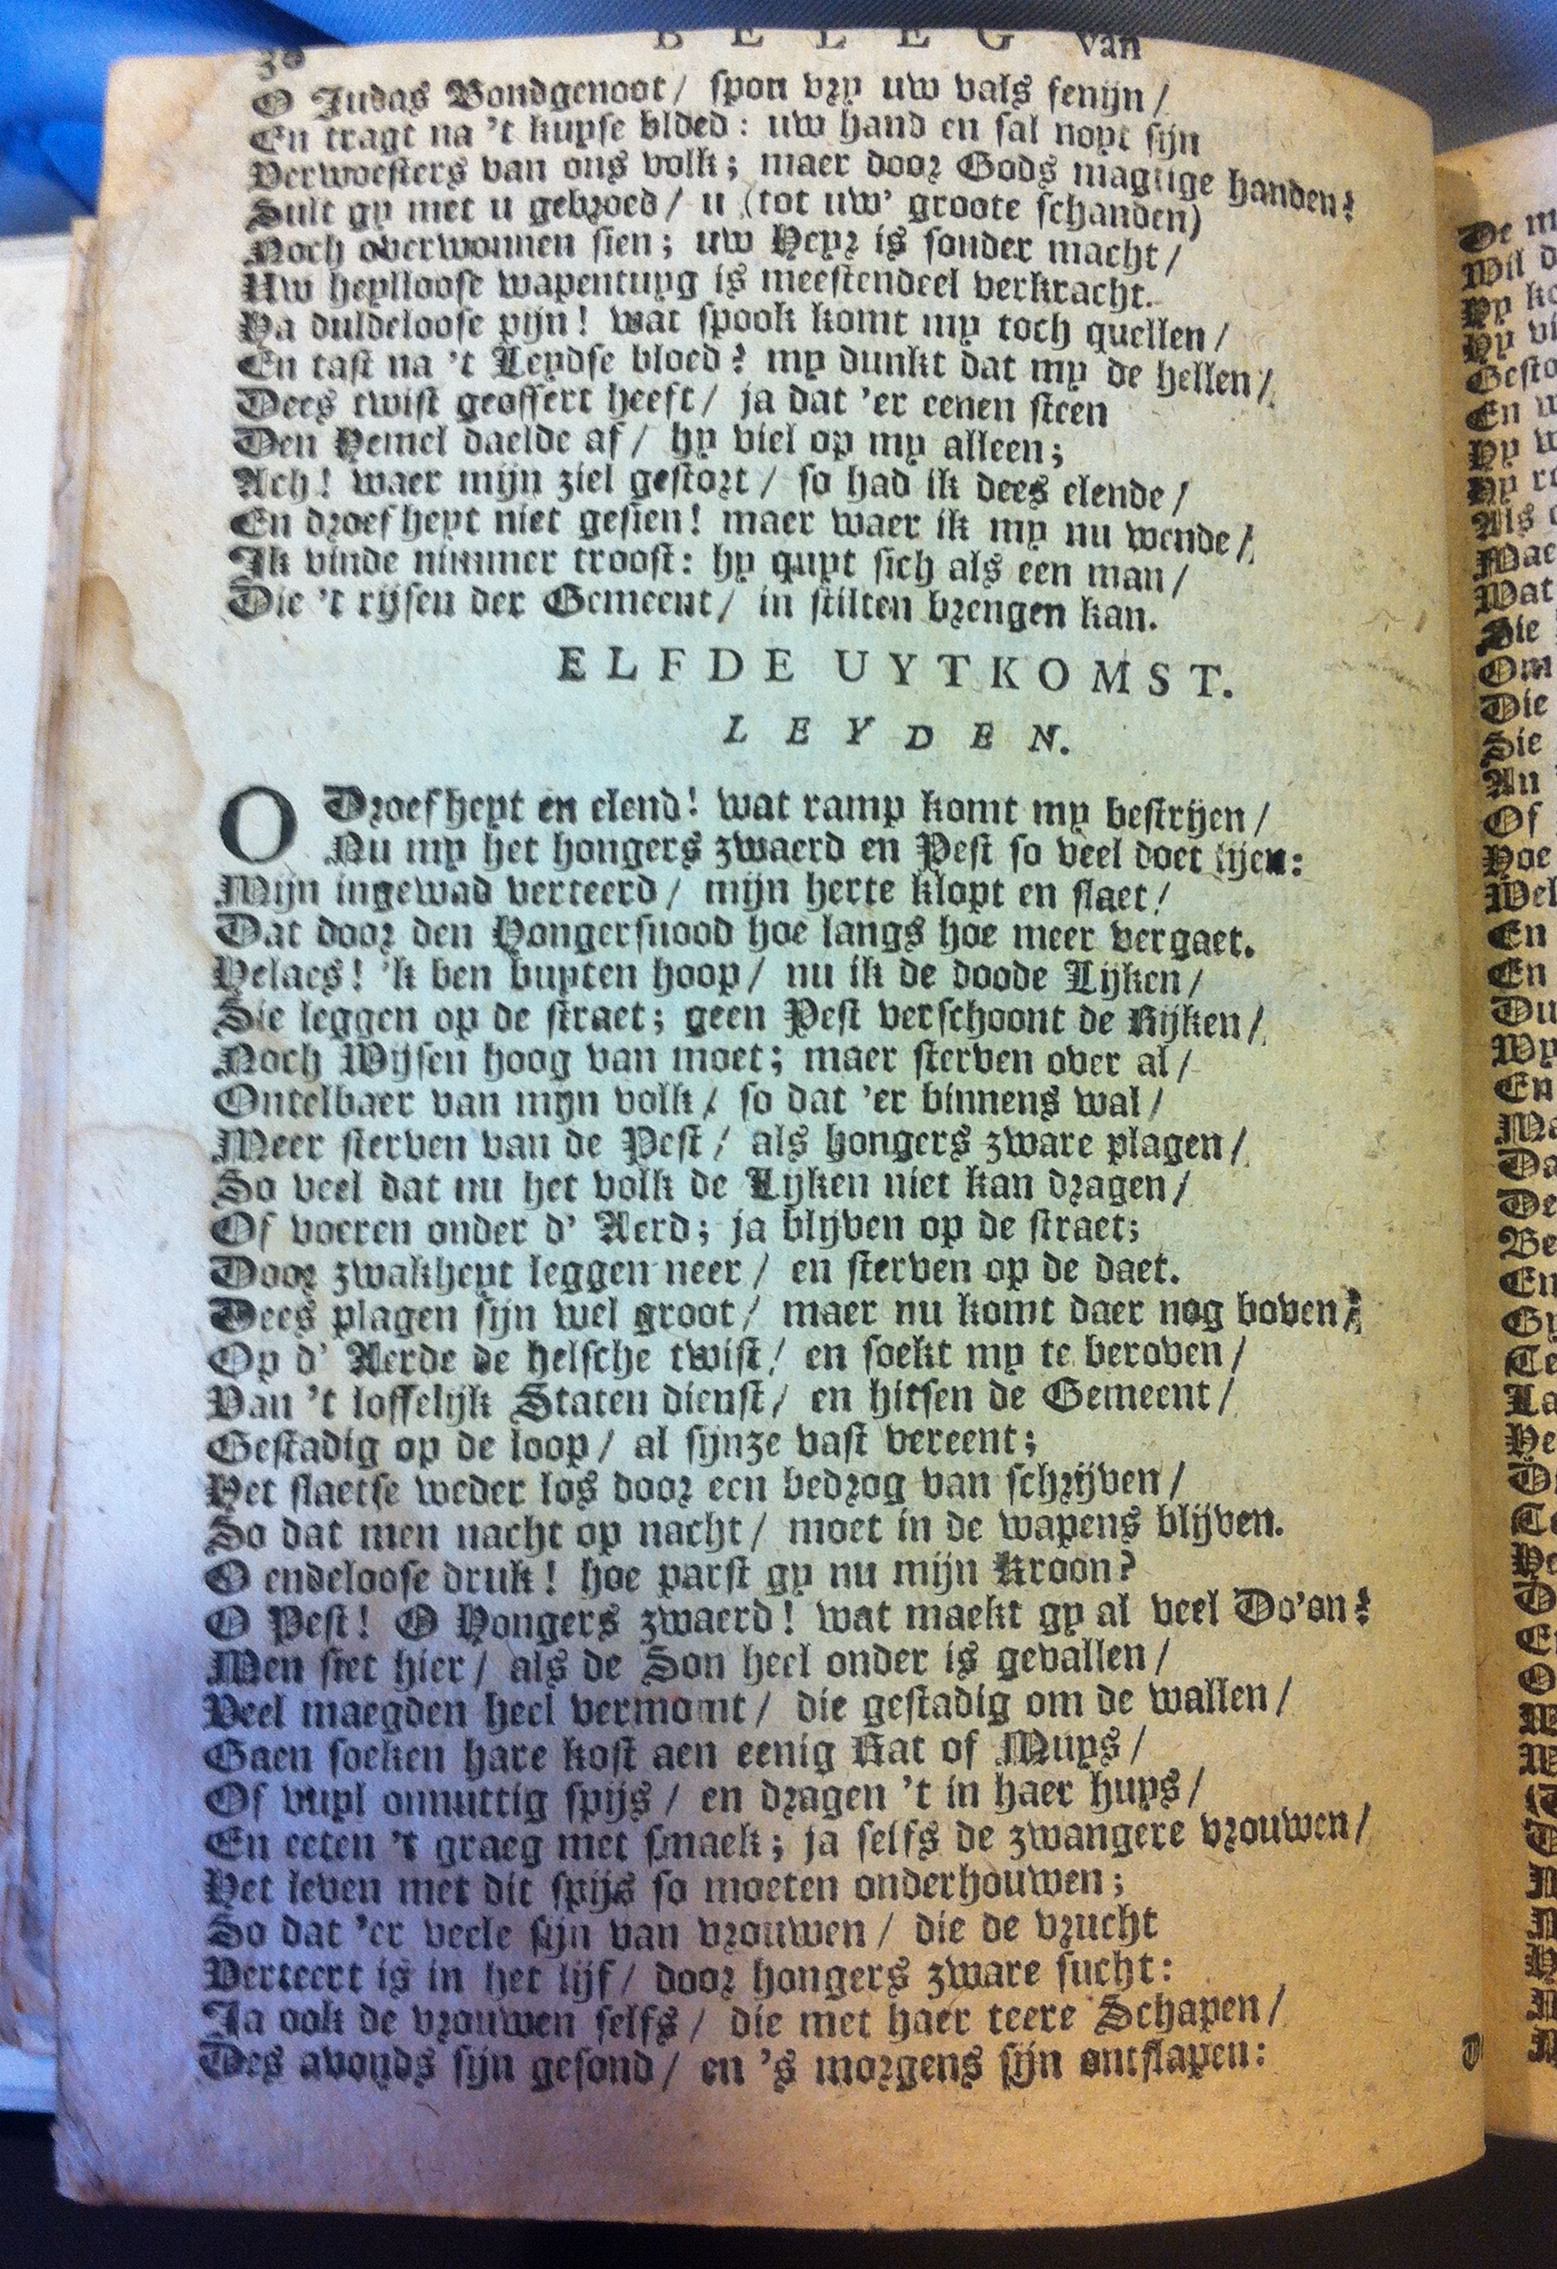 30 BELEG van
O Judas Bondgenoot / spou vry uw vals fenijn /
En tragt na 't kuyse bloed: uw hand en sal noyt sijn
Verwoesters van ons volk; maer door Gods magtige handen:
Sult gy met u gebroed / u (tot uw' groote schanden)
Noch overwonnen sien; uw Heyr is sonder macht /
Uw heylloose wapentuyg is meestendeel verkracht.
Ha duldeloose pijn! wat spook komt my toch quellen /
En tast na 't Leydse bloed? my dunkt dat my de hellen /
Dees twist geoffert heeft / ja dat 'er eenen steen
Den Hemel daelde af / hy viel op my alleen;
Ach! waer mijn ziel gestort / so had ik dees elende /
En droefheyt niet gesien! maer waer ik my nu wende /
Ik vinde nimmer troost: hy quyt sich als een man /
Die 't rijsen der Gemeent / in stilten brengen kan.
ELFDE UYTKOMST.
LEYDEN.
O Droefheyt en elend! wat ramp komt my bestrijen /
Nu my het hongers zwaerd en Pest so veel doet lijen:
Mijn ingewad verteerd / mijn herte klopt en slaet /
Dat door den Hongersnood hoe langs hoe meer vergaet.
Helaes! 'k ben buyten hoop / nu ik de doode Lijken /
Sie leggen op de straet; geen Pest verschoont de Rijken /
Noch Wijsen hoog van moet; maer sterven over al /
Ontelbaer van mijn volk / so dat 'er binnens wal /
Meer sterven van de Pest / als hongers zware plagen /
So veel dat nu het volk de Lijken niet kan dragen /
Of voeren onder d' Aerd; ja blijven op de straet;
Door zwakheyt leggen neer / en sterven op de daet.
Dees plagen sijn wel groot / maer nu komt daer nog boven /
Op d' Aerde de helsche twist / en soekt my te beroven /
Van 't loffelijk Staten dienst / en hitsen de Gemeent /
Gestadig op de loop / al sijnze vast vereent;
Het slaetse weder los door een bedrog van schrijven /
So dat men nacht op nacht / moet in de wapens blijven.
O endeloose druk! hoe parst gy nu mijn Kroon?
O Pest! O Hongers zwaerd! wat maekt gy al veel Do'on?
Men siet hier / als de Son heel onder is gevallen /
Veel maegden heel vermomt / die gestadig om de wallen /
Gaen soeken hare kost aen eenig Rat of Muys /
Of vuyl onnuttig spijs / en dragen 't in haer huys /
En eeten 't graeg met smaek; ja selfs de zwangere vrouwen /
Het leven met dit spijs so moeten onderhouwen;
So dat 'er veele sijn van vrouwen / die de vrucht
Verteert is in het lijf / door hongers zware sucht:
Ja ook de vrouwen selfs / die met haer teere Schapen /
Des avonds sijn gesond / en 's morgens sijn ontslapen: